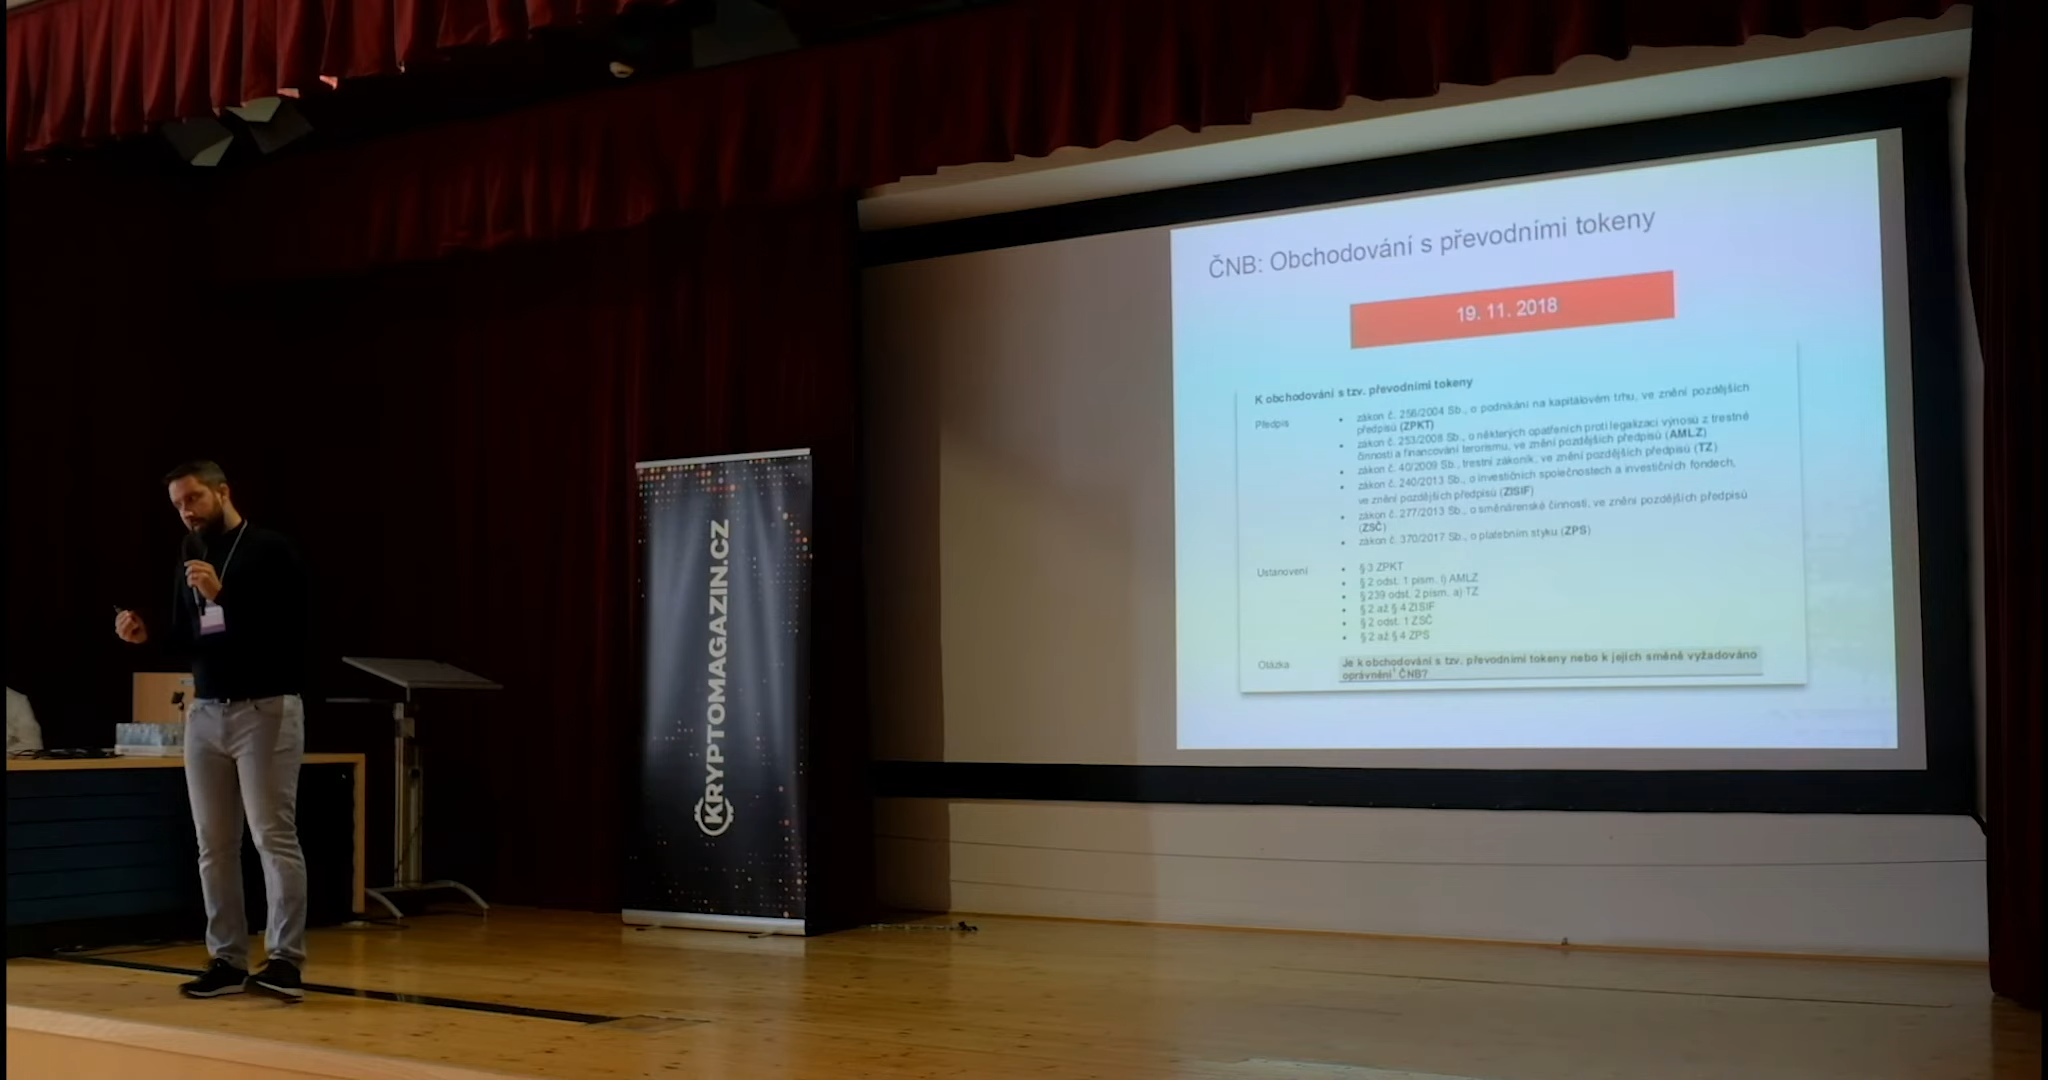 ČNB: Obchodování s převodními tokeny
19. 11. 2018
K obchodování s tzv. převodními tokeny
Předpis
• zákon č. 256/2004 Sb., o podnikání na kapitálovém trhu, ve znění pozdějších
předpisů (ZPKT)
• zákon č. 253/2008 Sb., o některých opatřeních proti legalizaci výnosů z trestné
činnosti a financování terorismu, ve znění pozdějších předpisů (AMLZ)
• zákon č. 40/2009 Sb., trestní zákoník, ve znění pozdějších předpisů (TZ)
• zákon č. 240/2013 Sb., o investičních společnostech a investičních fondech,
ve znění pozdějších předpisů (ZISIF)
• zákon č. 277/2013 Sb., o směnárenské činnosti, ve znění pozdějších předpisů
(ZSČ)
• zákon č. 370/2017 Sb., o platebním styku (ZPS)
Ustanovení
• § 3 ZPKT
• § 2 odst. 1 písm. l) AMLZ
• § 239 odst. 2 písm. a) TZ
• § 2 až § 4 ZISIF
• § 2 odst. 1 ZSČ
• § 2 až § 4 ZPS
Otázka
Je k obchodování s tzv. převodními tokeny nebo k jejich směně vyžadováno
oprávnění¹ ČNB?
KRYPTOMAGAZIN.CZ